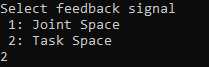 Select feedback signal
 1: Joint Space
 2: Task Space
2